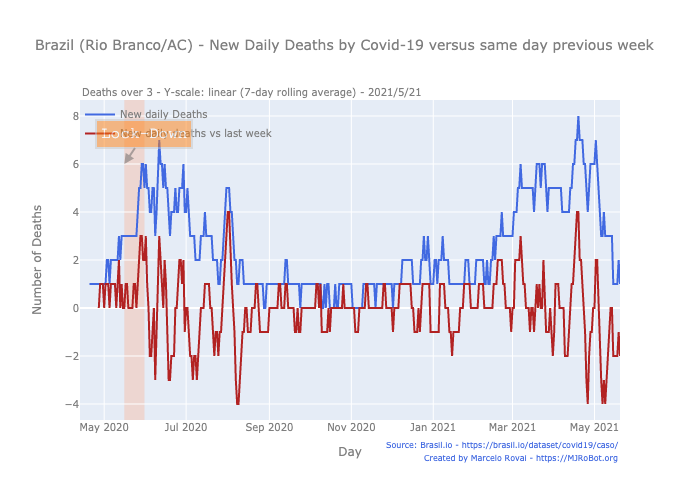 Brazil (Rio Branco/AC) - New Daily Deaths by Covid-19 versus same day previous week
Deaths over 3 - Y-scale: linear (7-day rolling average) - 2021/5/21
New daily Deaths
New daily Deaths vs last week
Lock-Down
Number of Deaths
8
6
4
2
0
−2
−4
May 2020 Jul 2020 Sep 2020 Nov 2020 Jan 2021 Mar 2021 May 2021
Day
Source: Brasil.io - https://brasil.io/dataset/covid19/caso/
Created by Marcelo Rovai - https://MJRoBot.org